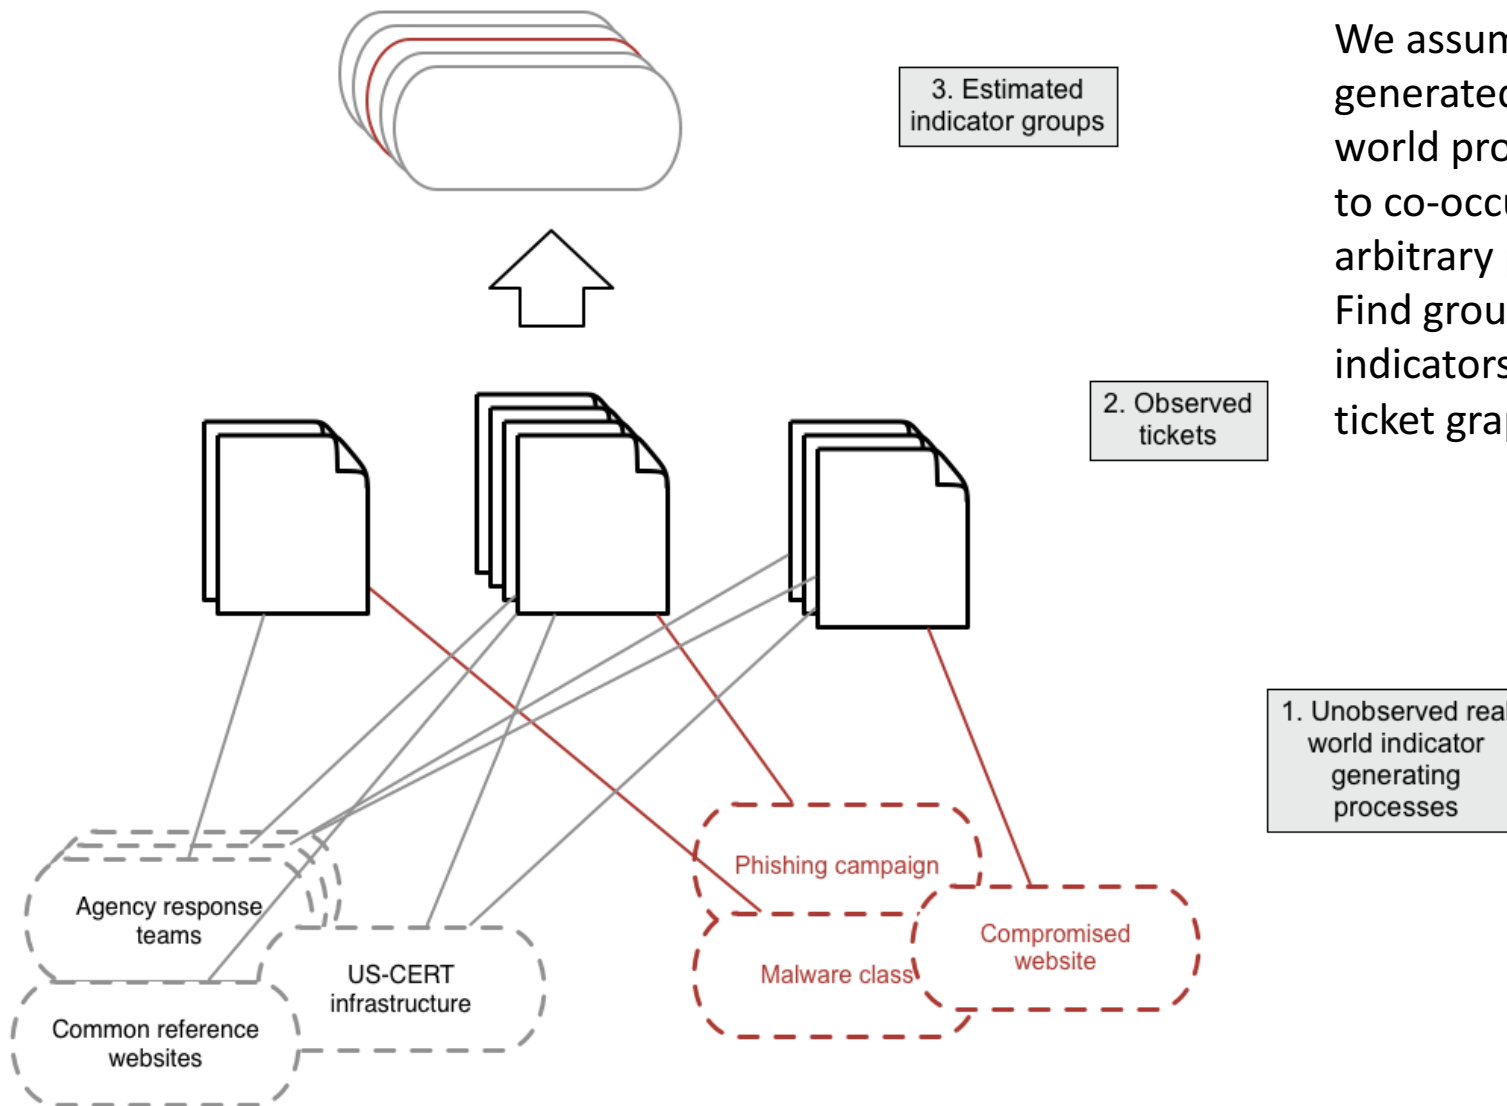 3. Estimated
indicator groups
We assum
generated
world pro
to co-occu
arbitrary
Find grou
indicators
ticket grap
2. Observed
tickets
1. Unobserved real
world indicator
generating
processes
Phishing campaign
Agency response
teams
Compromised
website
US-CERT
infrastructure
Malware class
Common reference
websites